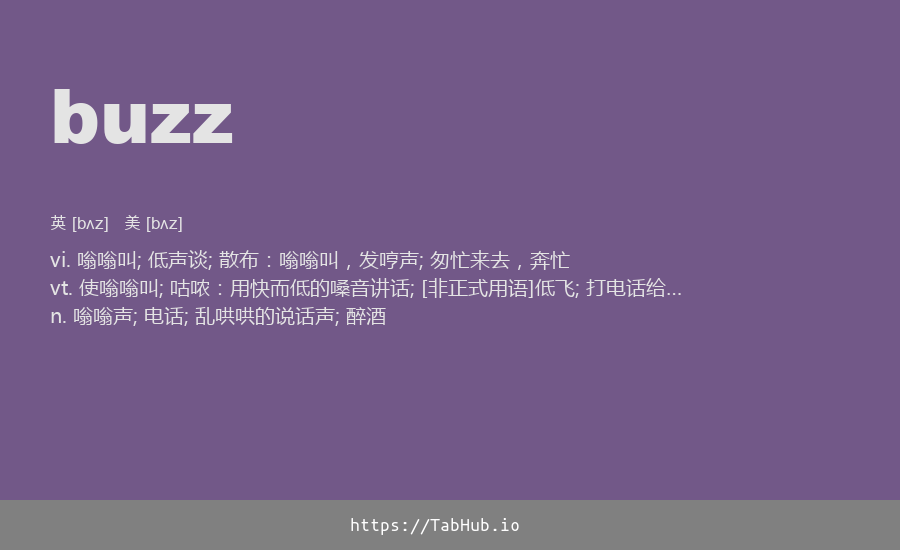 buzz
英 [bʌz] 美 [bʌz]
vi. 嗡嗡叫; 低声谈; 散布：嗡嗡叫，发哼声; 匆忙来去，奔忙
vt. 使嗡嗡叫; 咕哝：用快而低的嗓音讲话; [非正式用语]低飞; 打电话给...
n. 嗡嗡声; 电话; 乱哄哄的说话声; 醉酒
https://TabHub.io